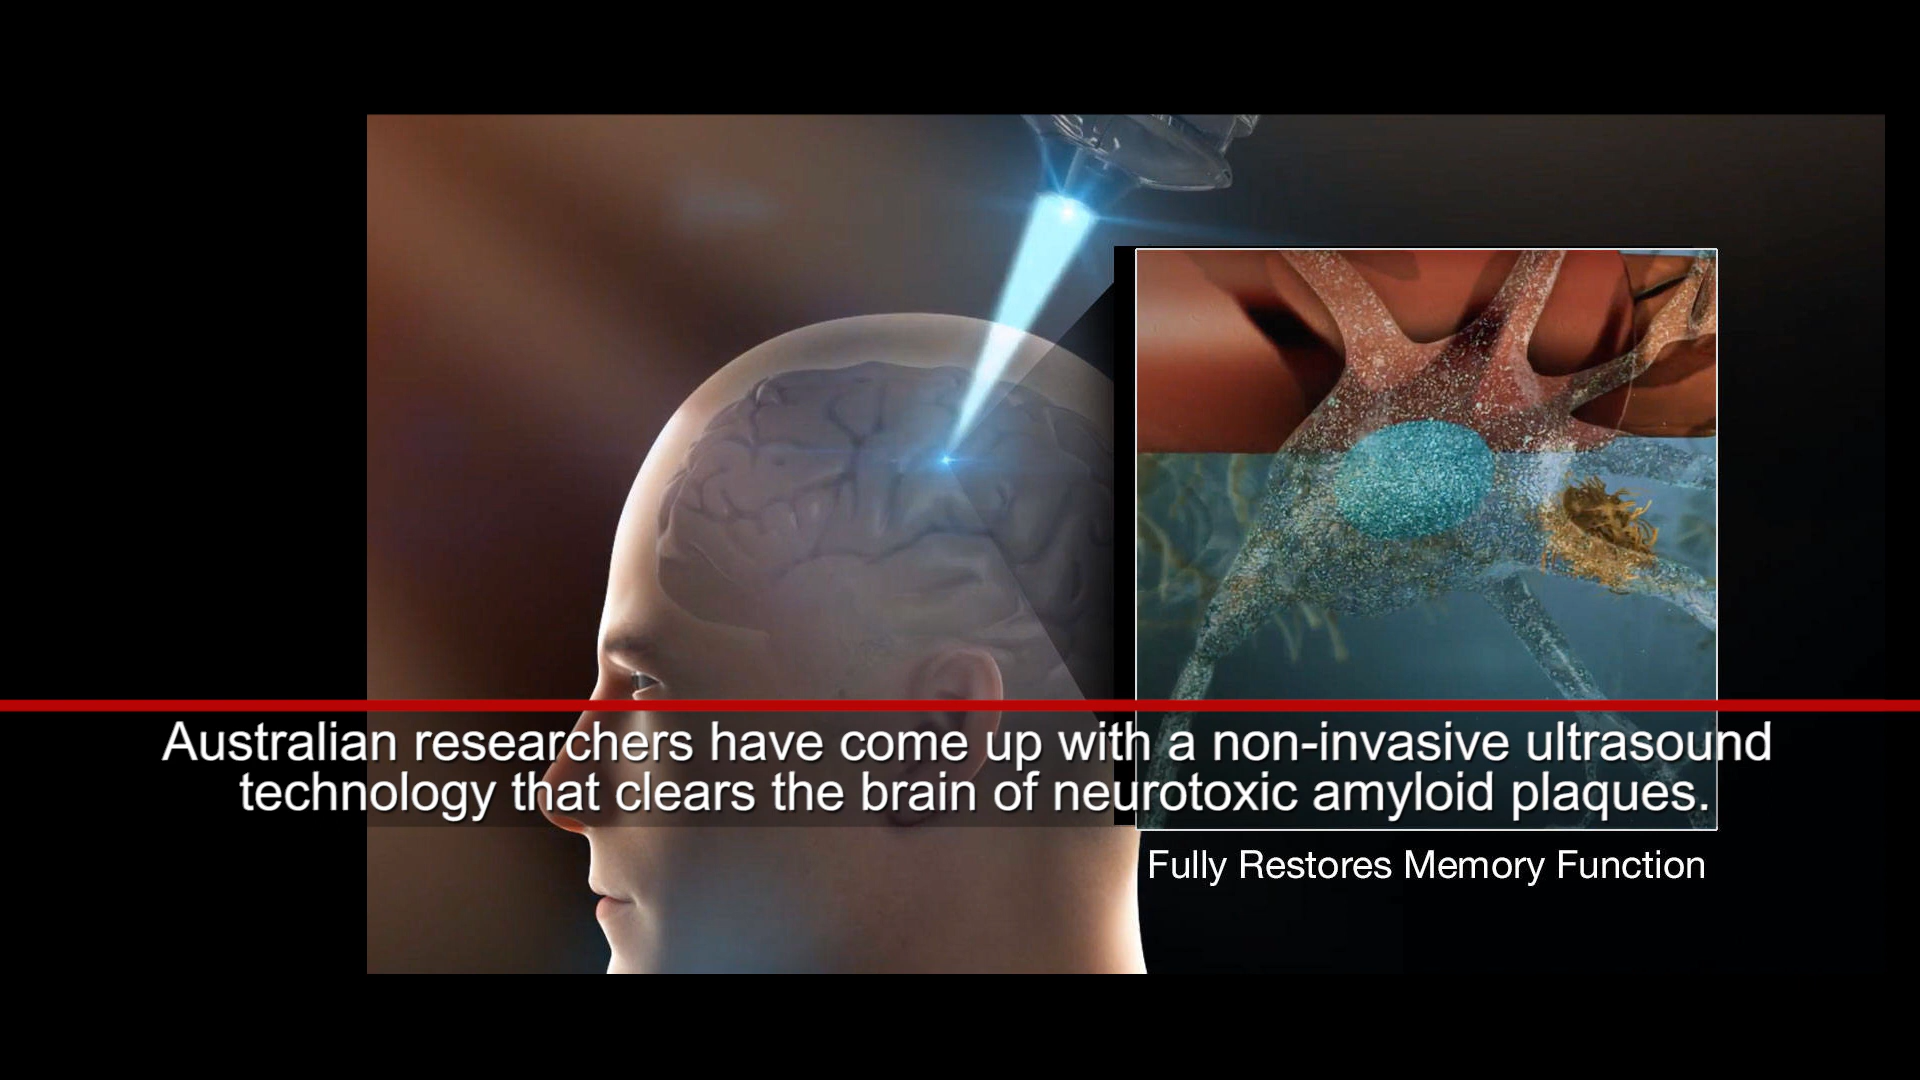 Australian researchers have come up with a non-invasive ultrasound
technology that clears the brain of neurotoxic amyloid plaques.
Fully Restores Memory Function